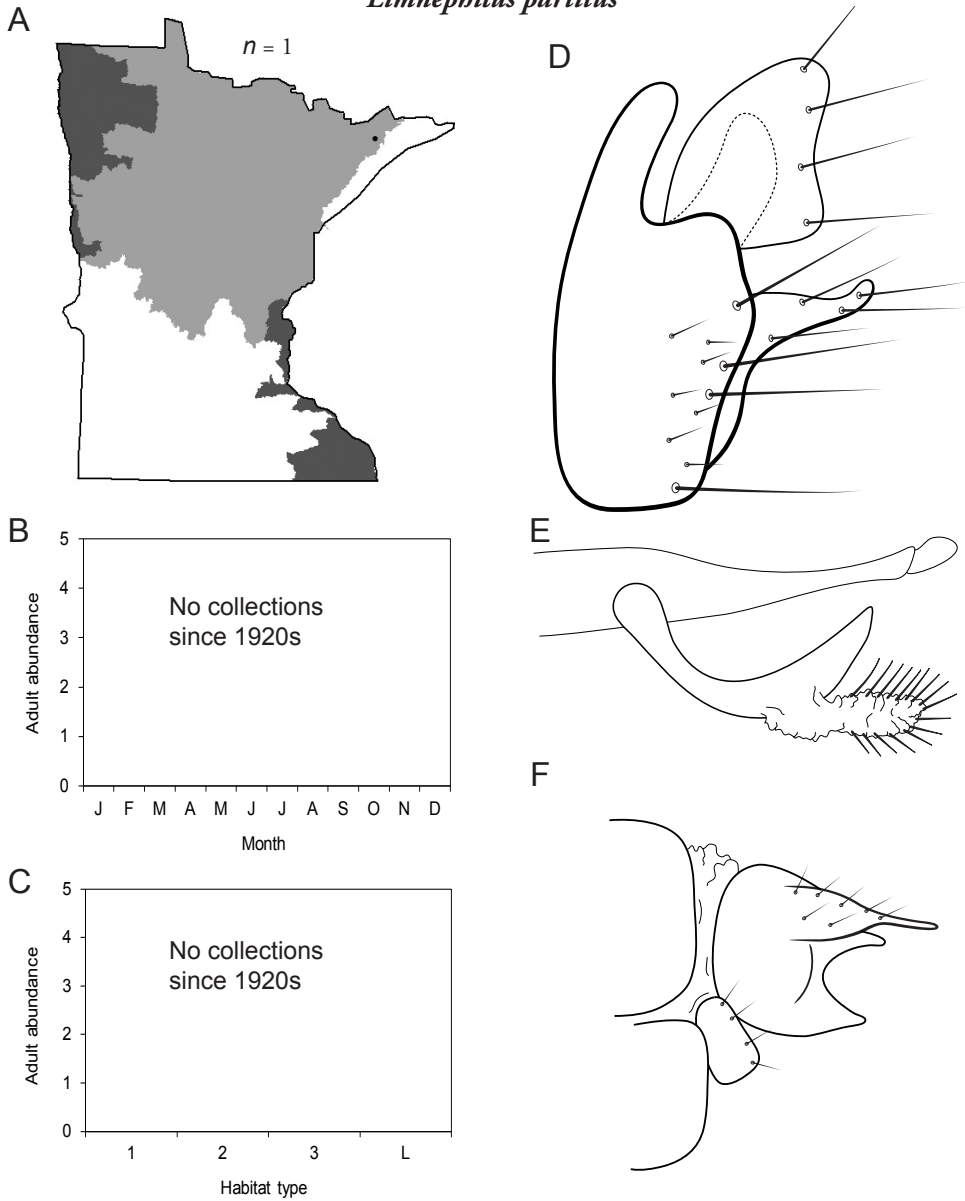 Limnephilus partitus
A
n = 1
D
B
Adult abundance
5
4
3
2
1
0
No collections
since 1920s
J F M A M J J A S O N D
Month
E
C
Adult abundance
5
4
3
2
1
0
No collections
since 1920s
1 2 3 L
Habitat type
F